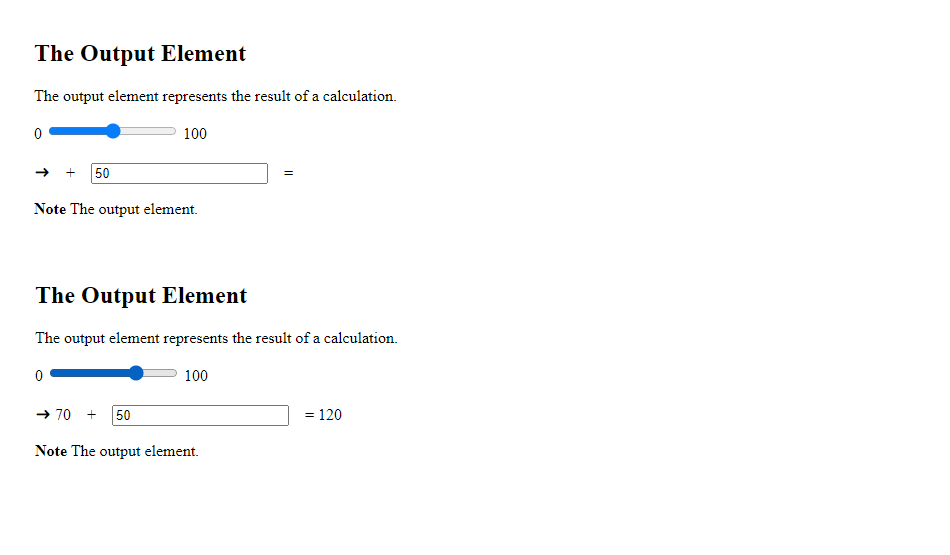 The Output Element
The output element represents the result of a calculation.
0 100
➔ + 50 =
Note The output element.
The Output Element
The output element represents the result of a calculation.
0 100
➔ 70 + 50 = 120
Note The output element.